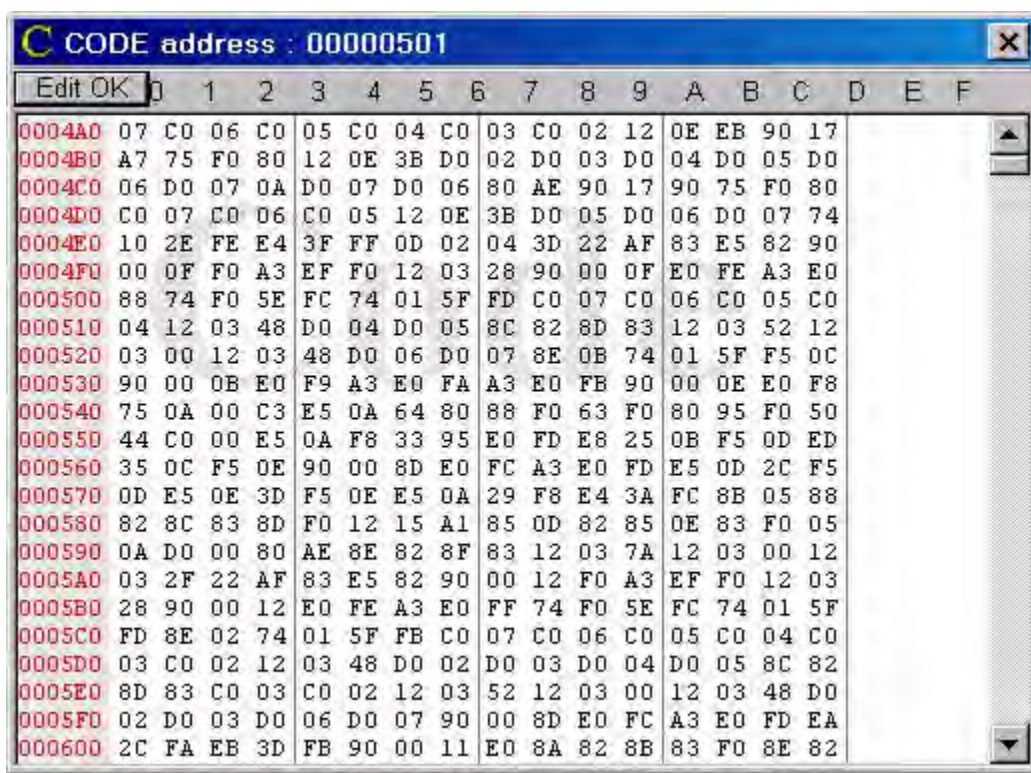 C CODE address : 00000501
Edit OK 0 1 2 3 4 5 6 7 8 9 A B C D E F
0004A0 07 C0 06 C0 05 C0 04 C0 03 C0 02 12 0E EB 90 17
0004B0 A7 75 F0 80 12 0E 3B D0 02 D0 03 D0 04 D0 05 D0
0004C0 06 D0 07 0A D0 07 D0 06 80 AE 90 17 90 75 F0 80
0004D0 C0 07 C0 06 C0 05 12 0E 3B D0 05 D0 06 D0 07 74
0004E0 10 2E FE E4 3F FF 0D 02 04 3D 22 AF 83 E5 82 90
0004F0 00 0F F0 A3 EF F0 12 03 28 90 00 0F E0 FE A3 E0
000500 88 74 F0 5E FC 74 01 5F FD C0 07 C0 06 C0 05 C0
000510 04 12 03 48 D0 04 D0 05 8C 82 8D 83 12 03 52 12
000520 03 00 12 03 48 D0 06 D0 07 8E 0B 74 01 5F F5 0C
000530 90 00 0B E0 F9 A3 E0 FA A3 E0 FB 90 00 0E E0 F8
000540 75 0A 00 C3 E5 0A 64 80 88 F0 63 F0 80 95 F0 50
000550 44 C0 00 E5 0A F8 33 95 E0 FD E8 25 0B F5 0D ED
000560 35 0C F5 0E 90 00 8D E0 FC A3 E0 FD E5 0D 2C F5
000570 0D E5 0E 3D F5 0E E5 0A 29 F8 E4 3A FC 8B 05 88
000580 82 8C 83 8D F0 12 15 A1 85 0D 82 85 0E 83 F0 05
000590 0A D0 00 80 AE 8E 82 8F 83 12 03 7A 12 03 00 12
0005A0 03 2F 22 AF 83 E5 82 90 00 12 F0 A3 EF F0 12 03
0005B0 28 90 00 12 E0 FE A3 E0 FF 74 F0 5E FC 74 01 5F
0005C0 FD 8E 02 74 01 5F FB C0 07 C0 06 C0 05 C0 04 C0
0005D0 03 C0 02 12 03 48 D0 02 D0 03 D0 04 D0 05 8C 82
0005E0 8D 83 C0 03 C0 02 12 03 52 12 03 00 12 03 48 D0
0005F0 02 D0 03 D0 06 D0 07 90 00 8D E0 FC A3 E0 FD EA
000600 2C FA EB 3D FB 90 00 11 E0 8A 82 8B 83 F0 8E 82
Code